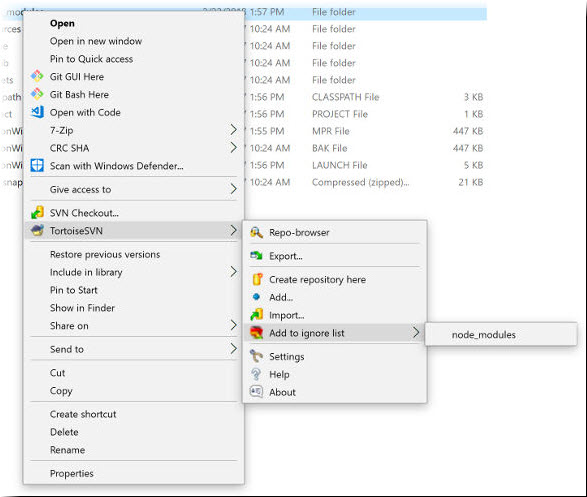 _modules 2/22/2018 1:57 PM File folder
Open
rces 10:24 AM File folder
Open in new window
10:24 AM File folder
Pin to Quick access
10:24 AM File folder
Git GUI Here
ets 10:24 AM File folder
Git Bash Here
path 1:56 PM CLASSPATH File 3 KB
Open with Code
ct 1:56 PM PROJECT File 1 KB
7-Zip
onWi 1:55 PM MPR File 447 KB
CRC SHA
onWi 10:24 AM BAK File 447 KB
Scan with Windows Defender...
onWi 1:56 PM LAUNCH File 5 KB
snap 10:24 AM Compressed (zipped)... 21 KB
Give access to
SVN Checkout...
TortoiseSVN
Repo-browser
Restore previous versions
Export...
Include in library
Create repository here
Pin to Start
Add...
Show in Finder
Import...
Share on
Add to ignore list
node_modules
Send to
Settings
Cut
Help
Copy
About
Create shortcut
Delete
Rename
Properties